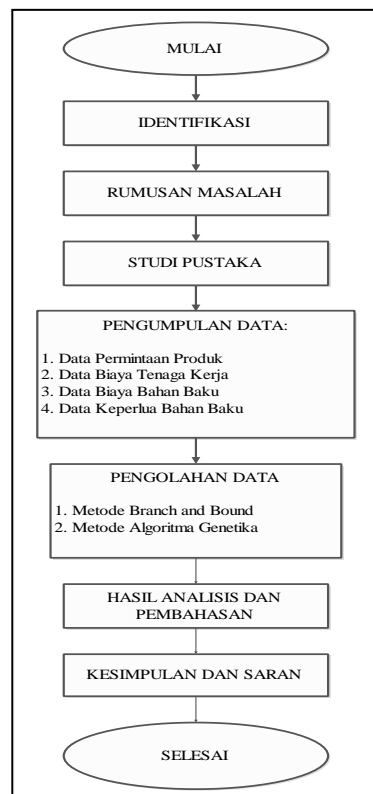 MULAI
IDENTIFIKASI
RUMUSAN MASALAH
STUDI PUSTAKA
PENGUMPULAN DATA:
1. Data Permintaan Produk
2. Data Biaya Tenaga Kerja
3. Data Biaya Bahan Baku
4. Data Keperlua Bahan Baku
PENGOLAHAN DATA
1. Metode Branch and Bound
2. Metode Algoritma Genetika
HASIL ANALISIS DAN
PEMBAHASAN
KESIMPULAN DAN SARAN
SELESAI